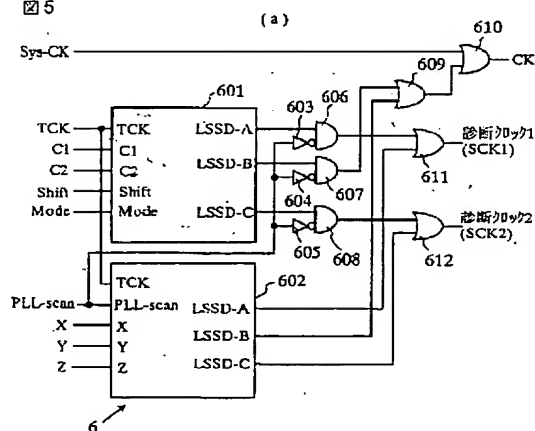 図5
(a)
610
Sys-CK
CK
609
601
603
606
TCK
TCK
LSSD-A
C1
C1
診断クロック1
(SCK1)
C2
C2
LSSD-B
611
Shift
Shift
604
607
Mode
Mode
LSSD-C
診断クロック2
(SCK2)
605
608
612
602
TCK
PLL-scan
PLL-scan
LSSD-A
X
X
LSSD-B
Y
Y
LSSD-C
Z
Z
6